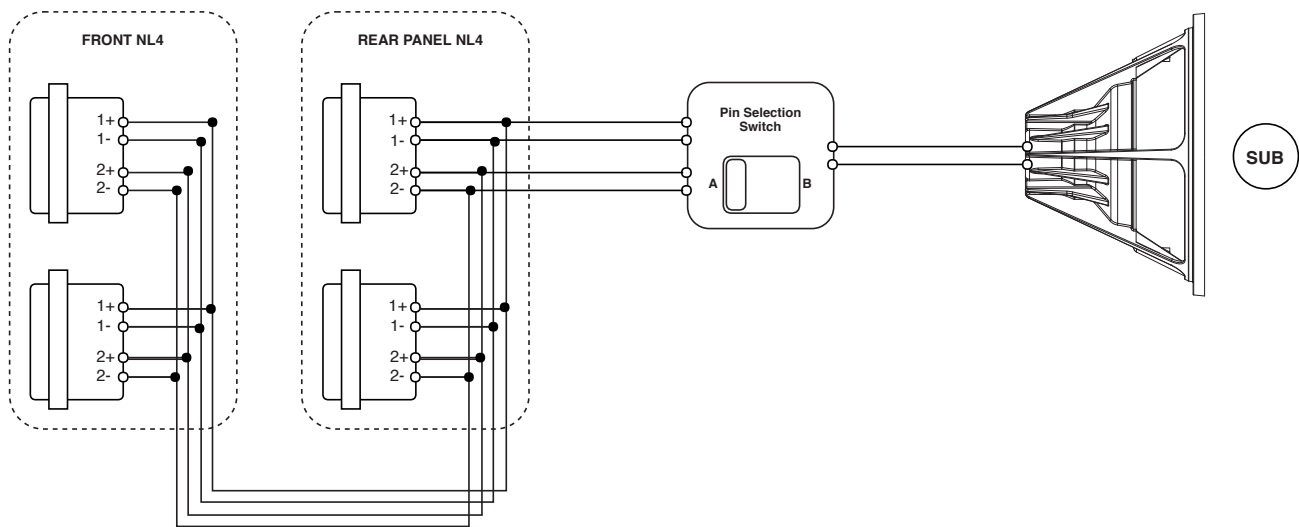 FRONT NL4
1+
1-
2+
2-
1+
1-
2+
2-
REAR PANEL NL4
1+
1-
2+
2-
1+
1-
2+
2-
Pin Selection
Switch
A
B
SUB